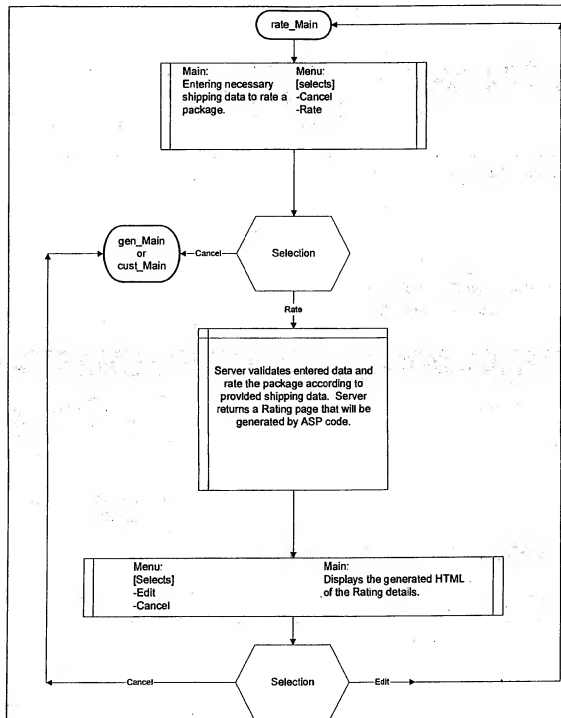 rate_Main
Main:
Entering necessary
shipping data to rate a
package.
Menu:
[selects]
-Cancel
-Rate
gen_Main
or
cust_Main
Cancel
Selection
Rate
Server validates entered data and
rate the package according to
provided shipping data. Server
returns a Rating page that will be
generated by ASP code.
Menu:
[Selects]
-Edit
-Cancel
Main:
Displays the generated HTML
of the Rating details.
Cancel
Selection
Edit